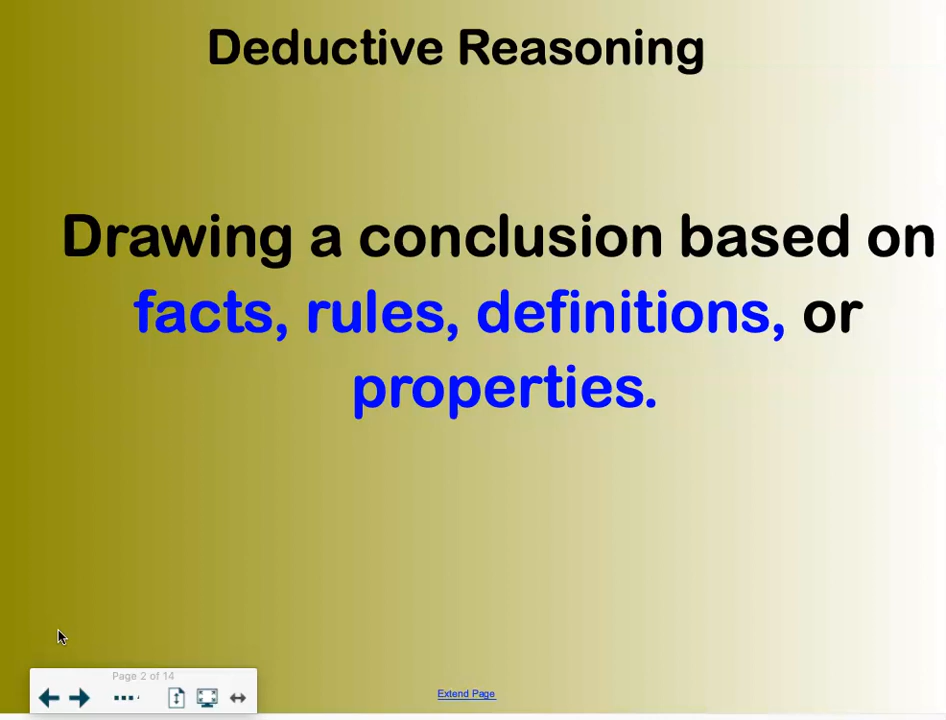 Deductive Reasoning
Drawing a conclusion based on
facts, rules, definitions, or
properties.
Page 2 of 14
Extend Page